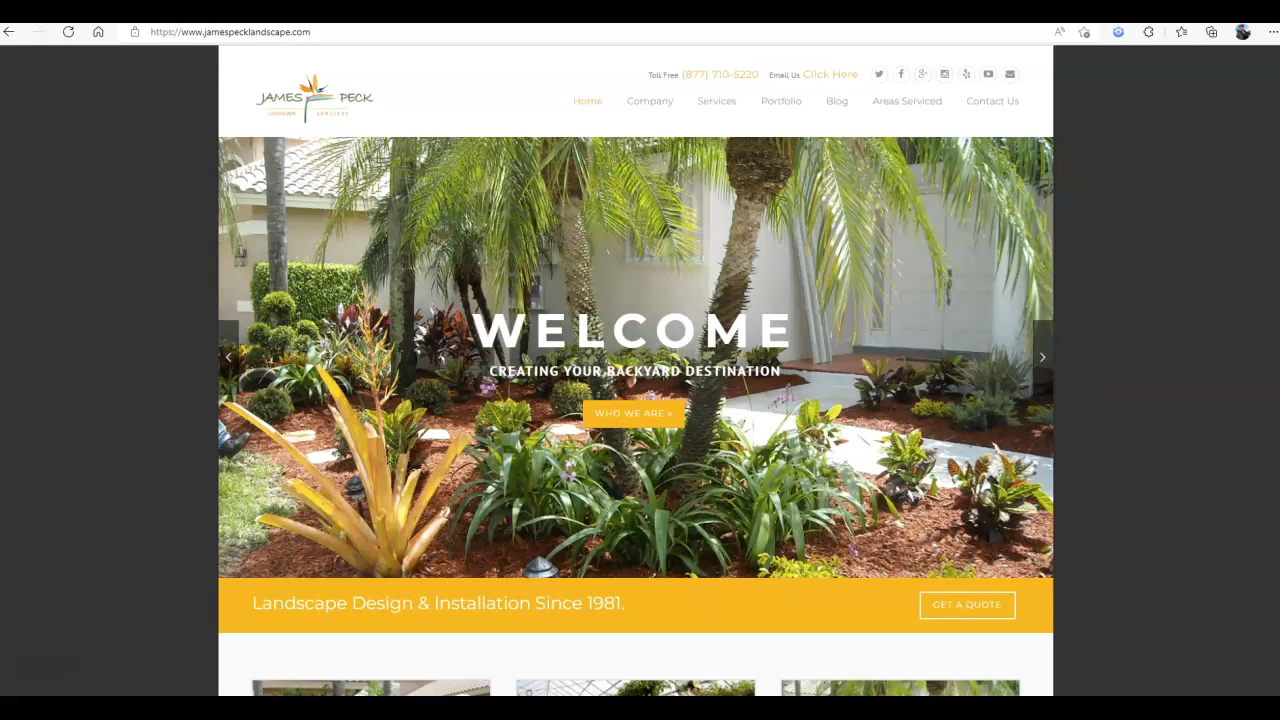 https://www.jamespecklandscape.com
Toll Free (877) 710-5220 Email Us Click Here
JAMES PECK
LANDSCAPE SERVICES
Home Company Services Portfolio Blog Areas Serviced Contact Us
WELCOME
CREATING YOUR BACKYARD DESTINATION
WHO WE ARE »
Landscape Design & Installation Since 1981.
GET A QUOTE